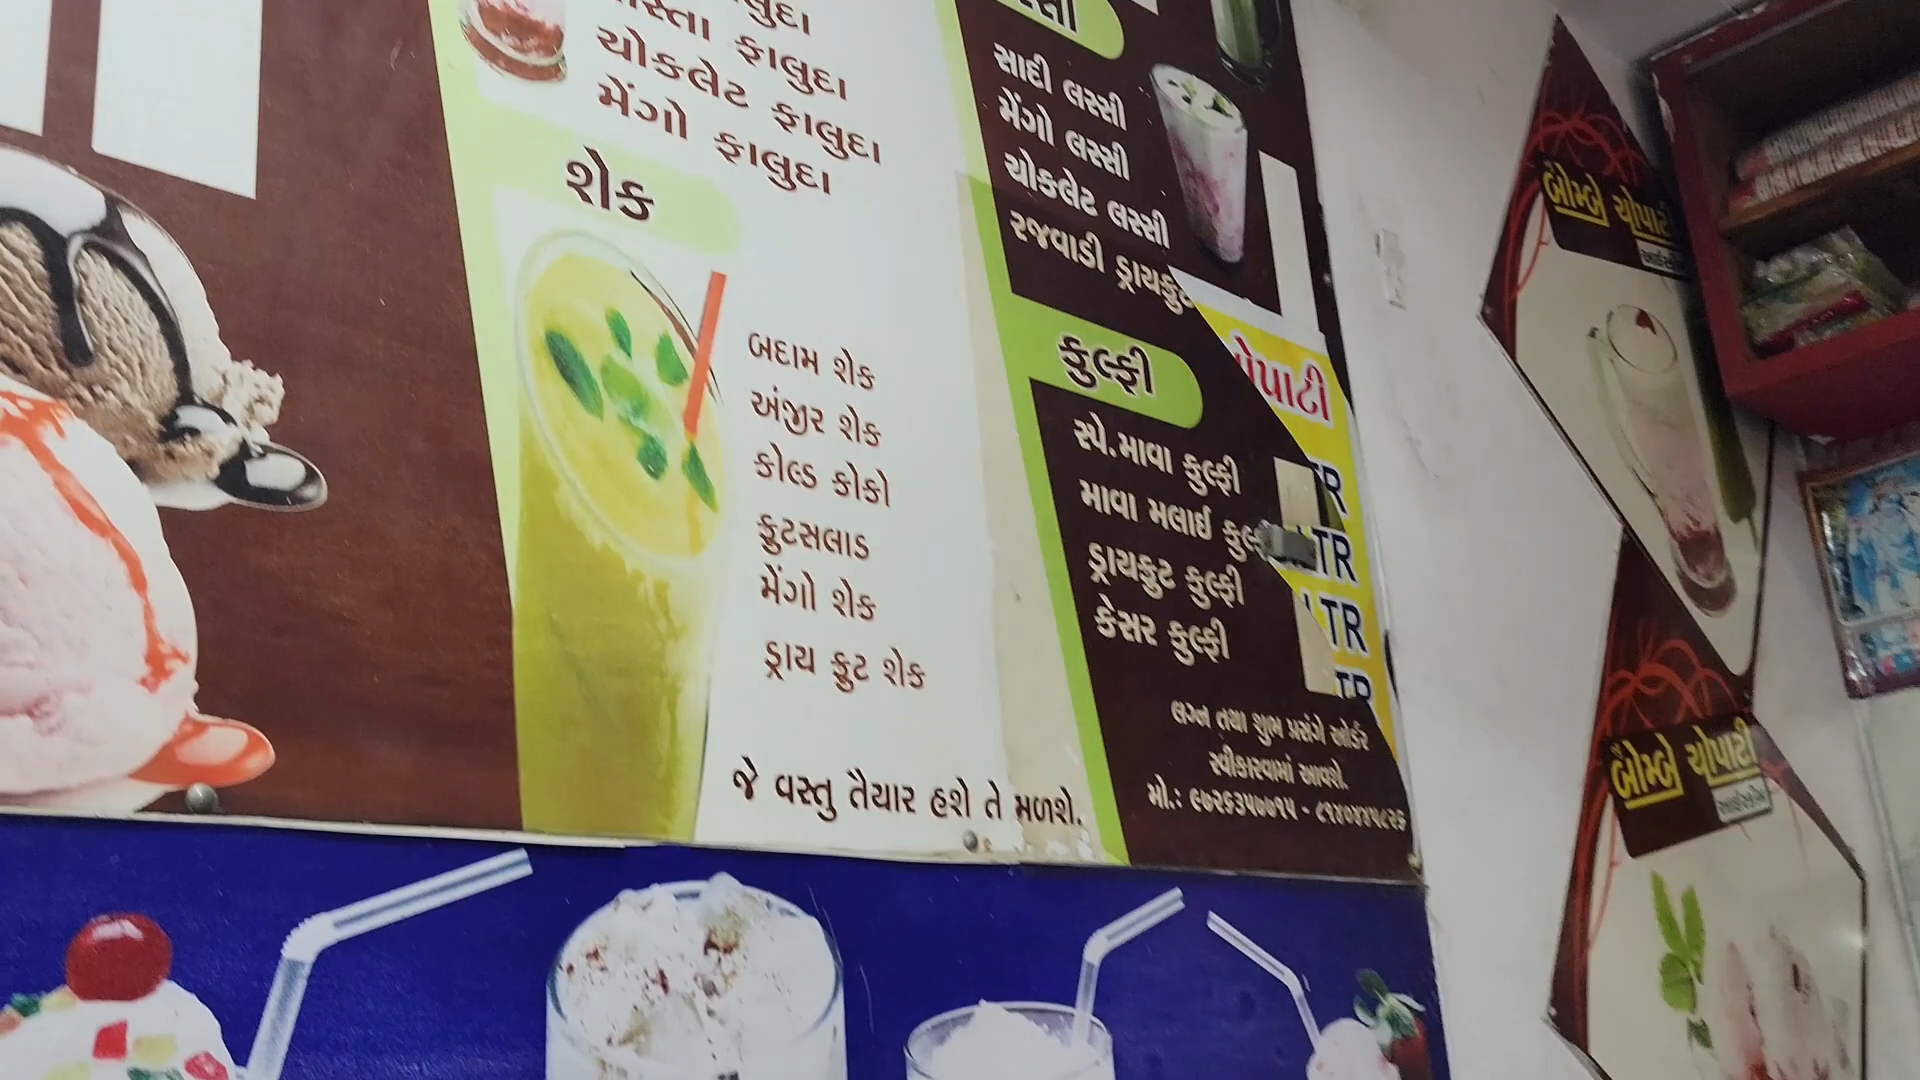 ફાલુદા
ચોકલેટ ફાલુદા
મેંગો ફાલુદા
શેક
બદામ શેક
અંજીર શેક
કોલ્ડ કોકો
ફ્રુટસલાડ
મેંગો શેક
ડ્રાય ફ્રુટ શેક
જે વસ્તુ તૈયાર હશે તે મળશે.
સાદી લસ્સી
મેંગો લસ્સી
ચોકલેટ લસ્સી
રજવાડી ડ્રાયફ્રુટ
કુલ્ફી
સ્પે.માવા કુલ્ફી
માવા મલાઈ
ડ્રાયફ્રુટ કુલ્ફી
કેસર કુલ્ફી
લગ્ન તથા શુભ પ્રસંગે ઓર્ડર
સ્વીકારવામાં આવશે.
મો.:
TR
TR
TR
બોમ્બે ચોપાટી
બોમ્બે ચોપાટી
આઈસ્ક્રીમ